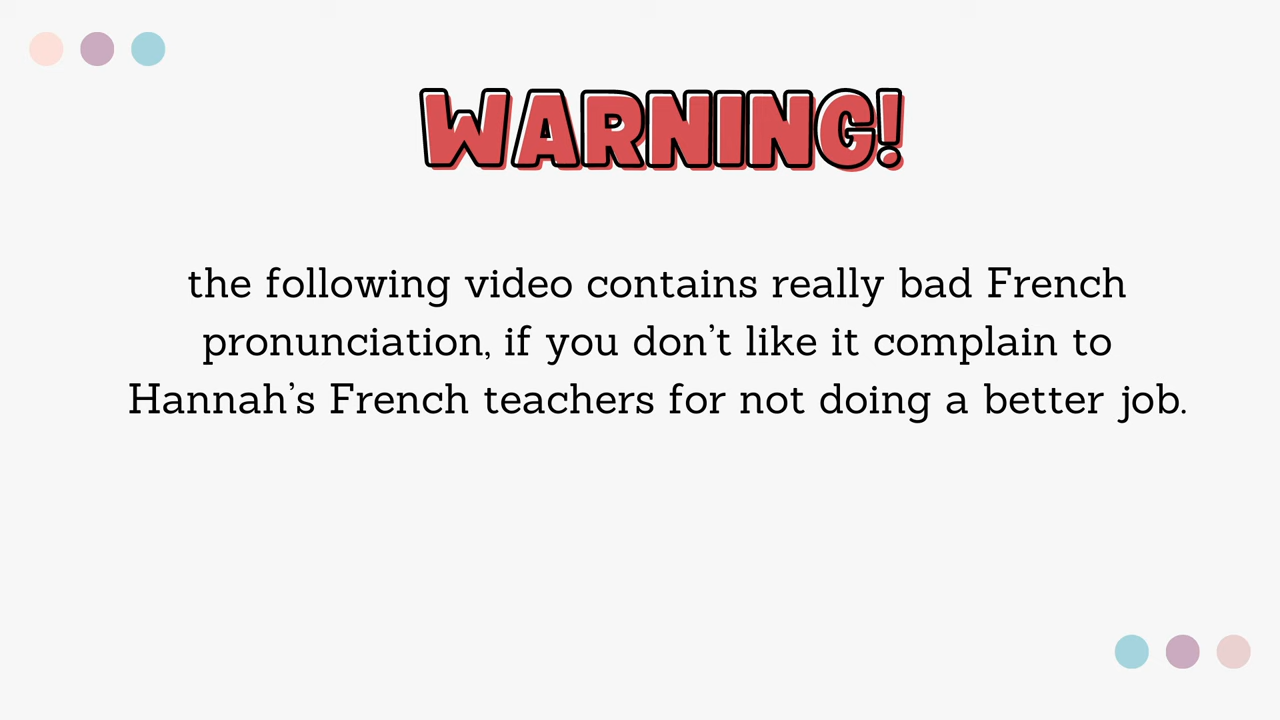 WARNING!
the following video contains really bad French
pronunciation, if you don't like it complain to
Hannah's French teachers for not doing a better job.